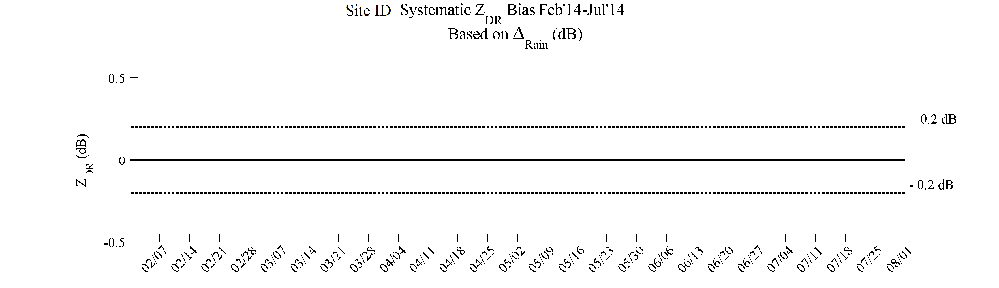 Site ID Systematic Z_DR Bias Feb'14-Jul'14
Based on Δ_Rain (dB)
0.5
+ 0.2 dB
Z_DR (dB)
0
- 0.2 dB
-0.5
02/07 02/14 02/21 02/28 03/07 03/14 03/21 03/28 04/04 04/11 04/18 04/25 05/02 05/09 05/16 05/23 05/30 06/06 06/13 06/20 06/27 07/04 07/11 07/18 07/25 08/01